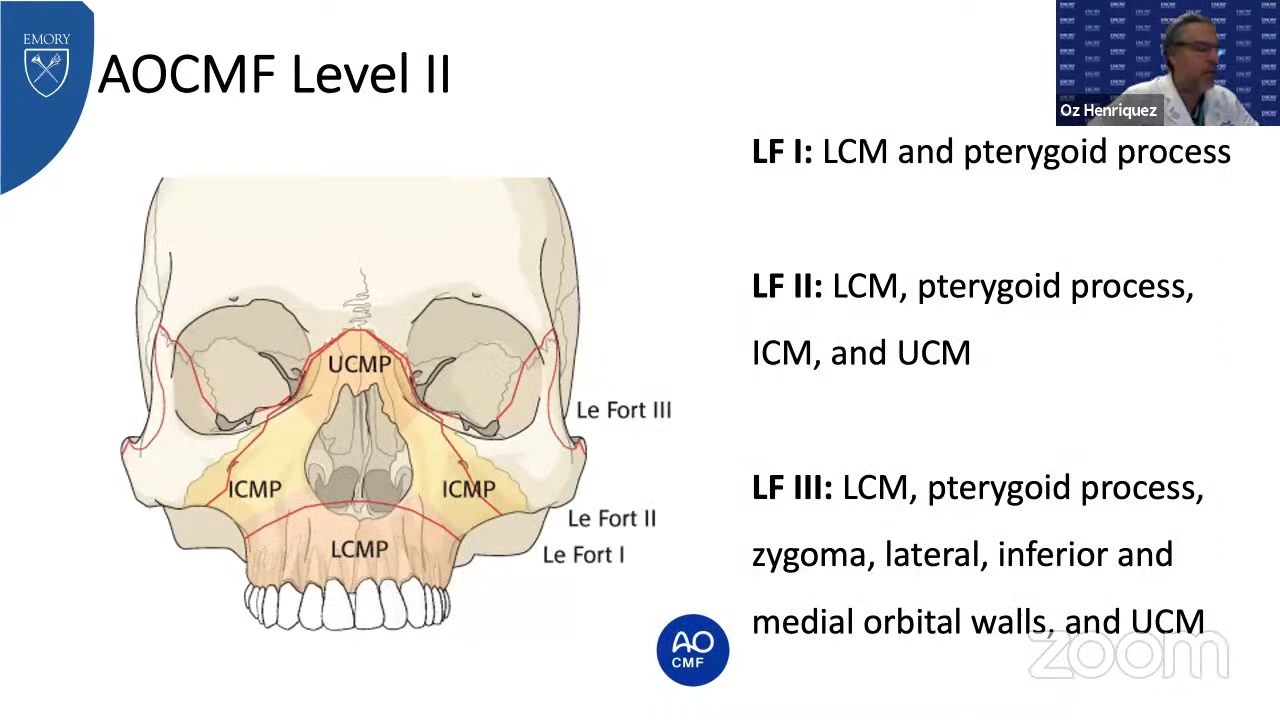 EMORY
AOCMF Level II
Oz Henriquez
LF I: LCM and pterygoid process
LF II: LCM, pterygoid process,
ICM, and UCM
LF III: LCM, pterygoid process,
zygoma, lateral, inferior and
medial orbital walls, and UCM
UCMP
Le Fort III
ICMP
ICMP
Le Fort II
LCMP
Le Fort I
AO
CMF
zoom